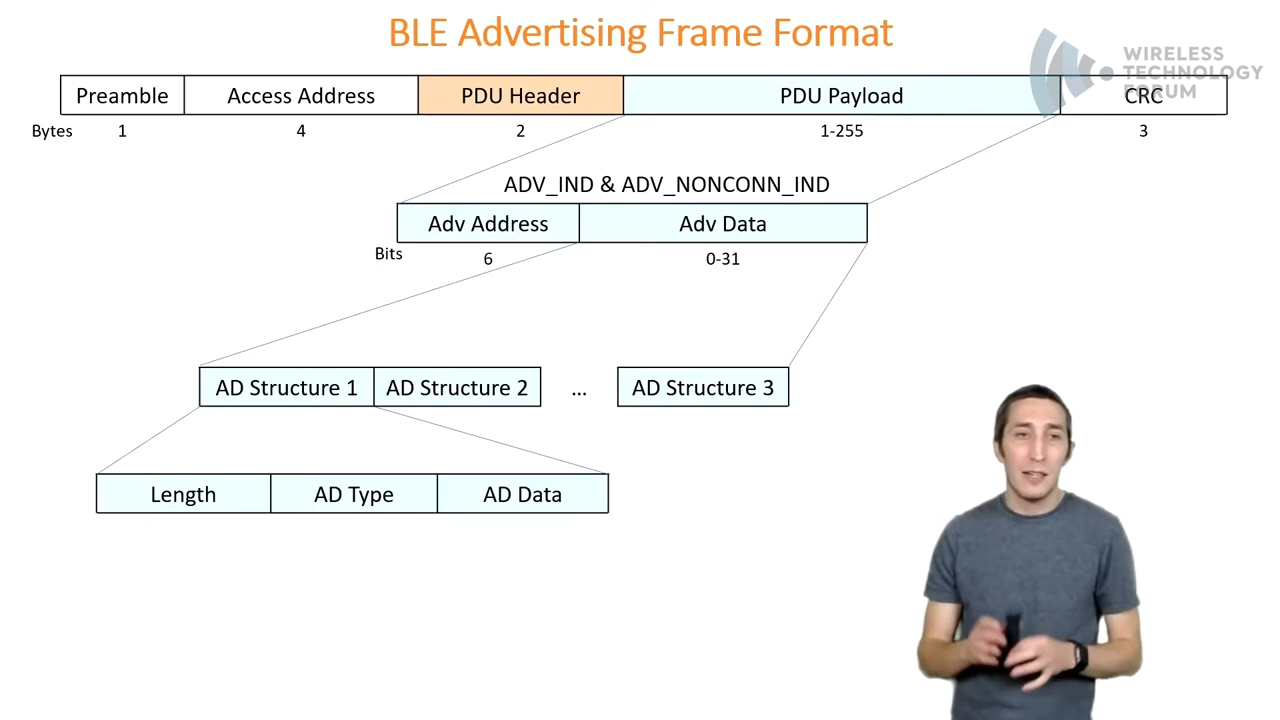 BLE Advertising Frame Format
WIRELESS
TECHNOLOGY
FORUM
Preamble Access Address PDU Header PDU Payload CRC
Bytes 1 4 2 1-255 3
ADV_IND & ADV_NONCONN_IND
Adv Address Adv Data
Bits 6 0-31
AD Structure 1 AD Structure 2 ... AD Structure 3
Length AD Type AD Data